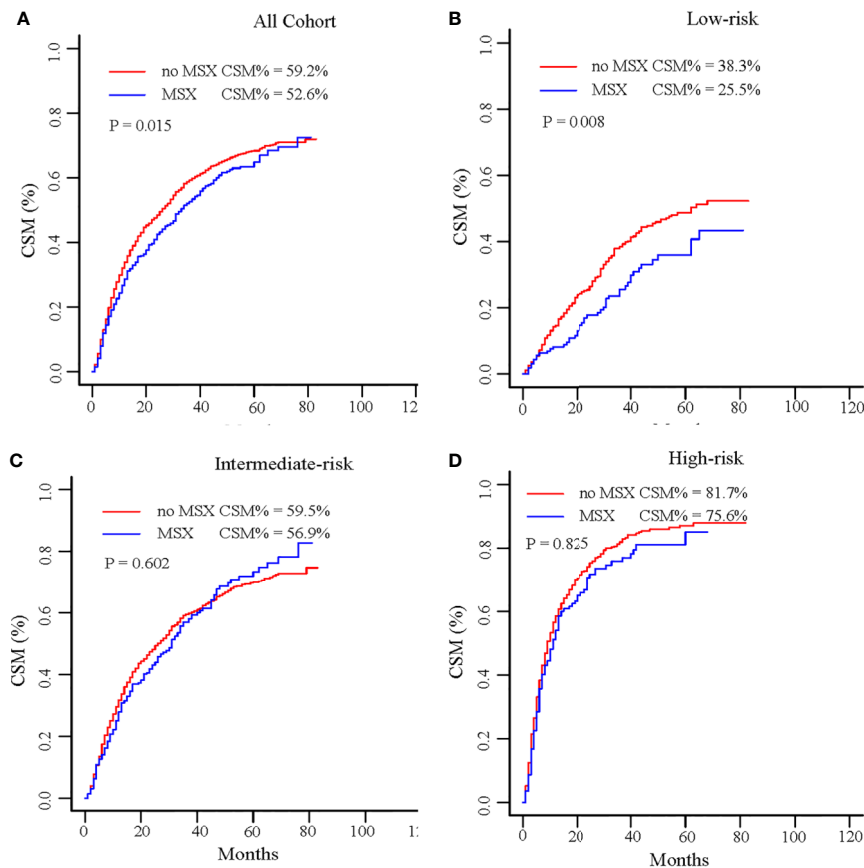 A
All Cohort
no MSX CSM% = 59.2%
MSX CSM% = 52.6%
P = 0.015
CSM (%)
0.0 0.2 0.4 0.6 0.8 1.0
0 20 40 60 80 100 12
B
Low-risk
no MSX CSM% = 38.3%
MSX CSM% = 25.5%
P = 0 008
CSM (%)
0.0 0.2 0.4 0.6 0.8 1.0
0 20 40 60 80 100 120
C
Intermediate-risk
no MSX CSM% = 59.5%
MSX CSM% = 56.9%
P = 0.602
CSM (%)
0.0 0.2 0.4 0.6 0.8 1.0
0 20 40 60 80 100
Months
D
High-risk
no MSX CSM% = 81.7%
MSX CSM% = 75.6%
P = 0.825
CSM (%)
0.0 0.2 0.4 0.6 0.8 1.0
0 20 40 60 80 100 120
Months